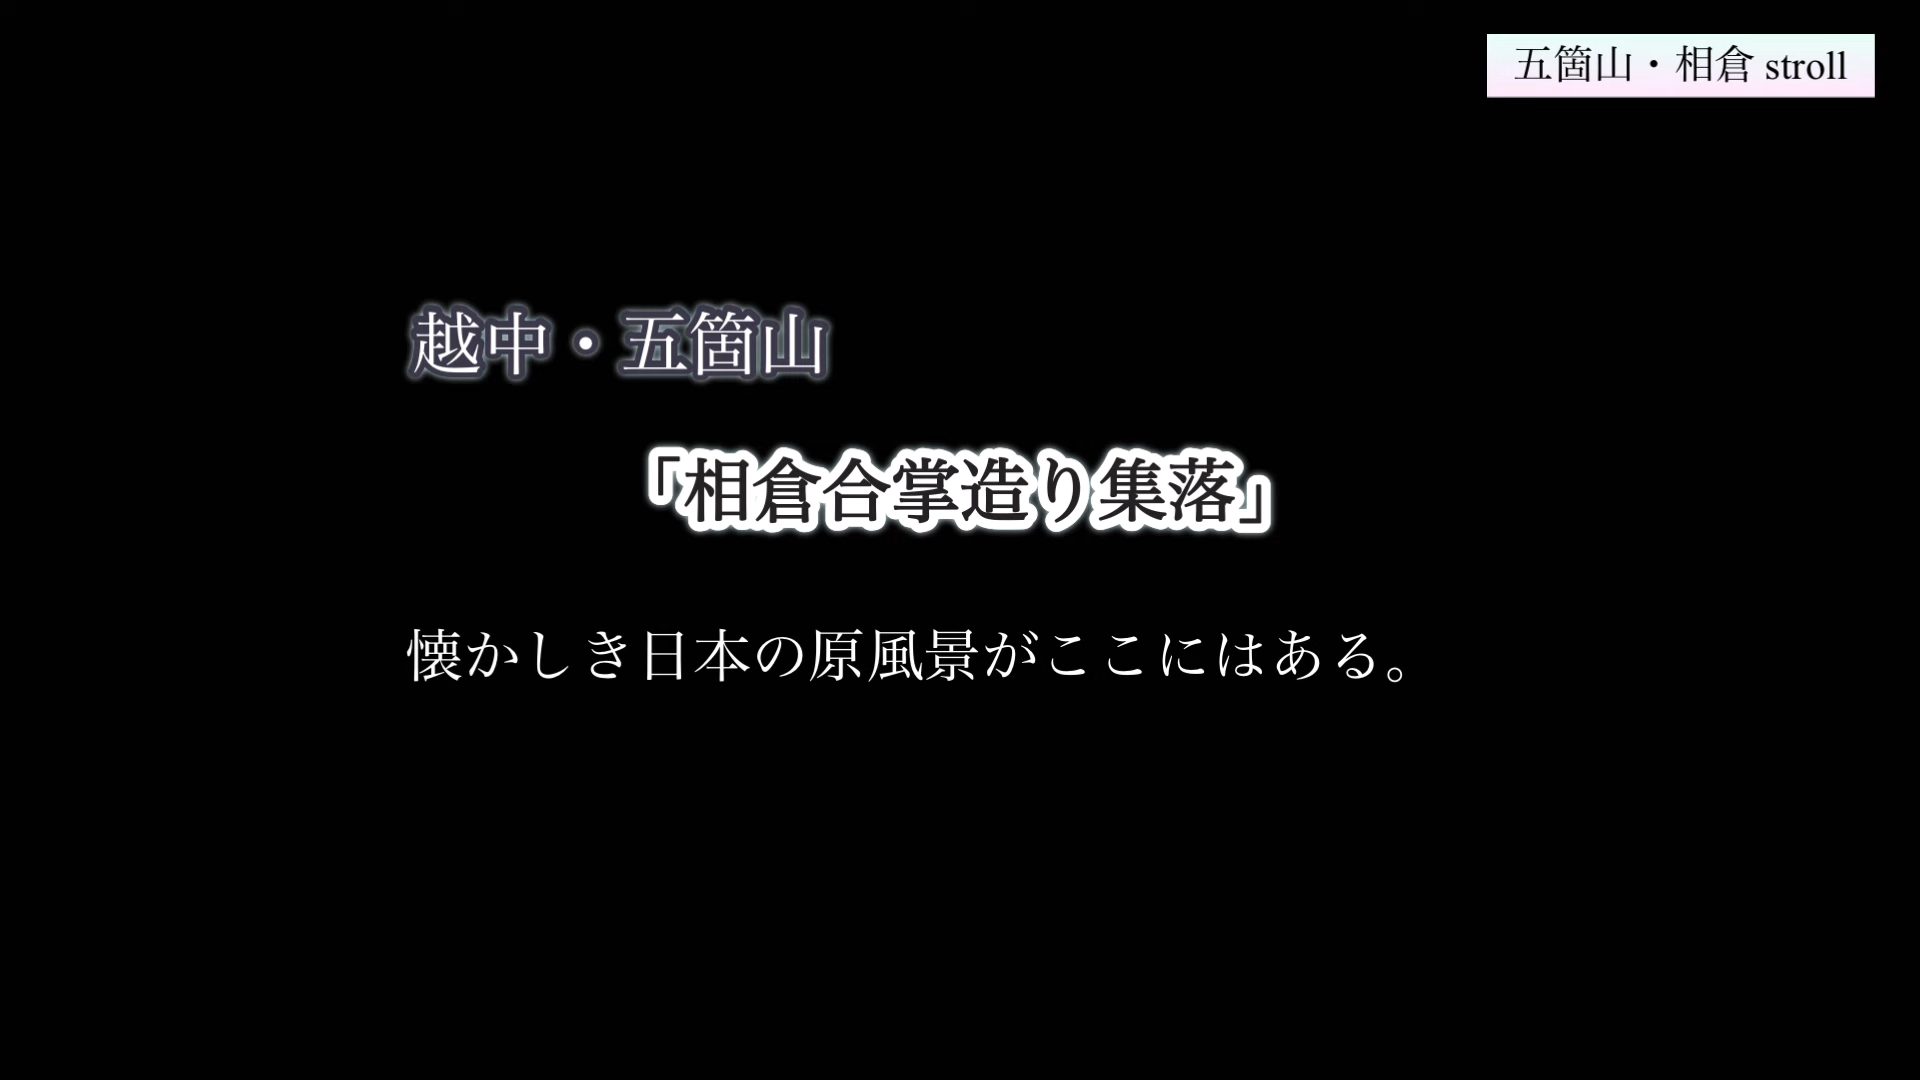 五箇山・相倉 stroll
越中・五箇山
「相倉合掌造り集落」
懐かしき日本の原風景がここにはある。